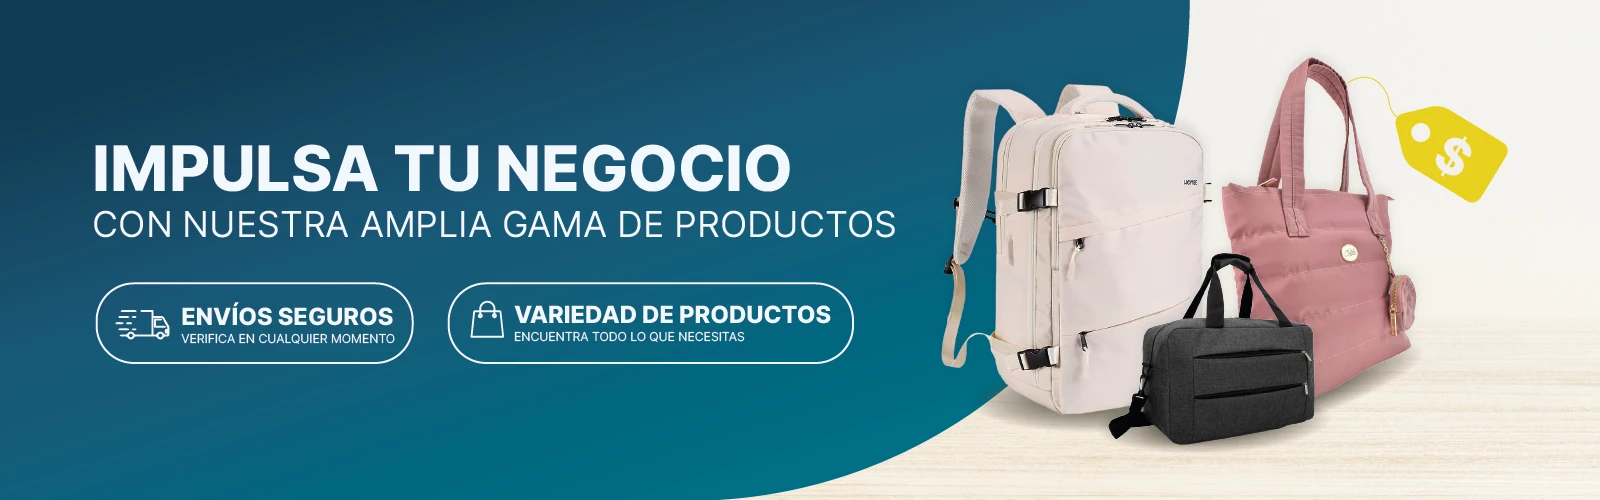 IMPULSA TU NEGOCIO
CON NUESTRA AMPLIA GAMA DE PRODUCTOS
ENVÍOS SEGUROS
VERIFICA EN CUALQUIER MOMENTO
VARIEDAD DE PRODUCTOS
ENCUENTRA TODO LO QUE NECESITAS
$